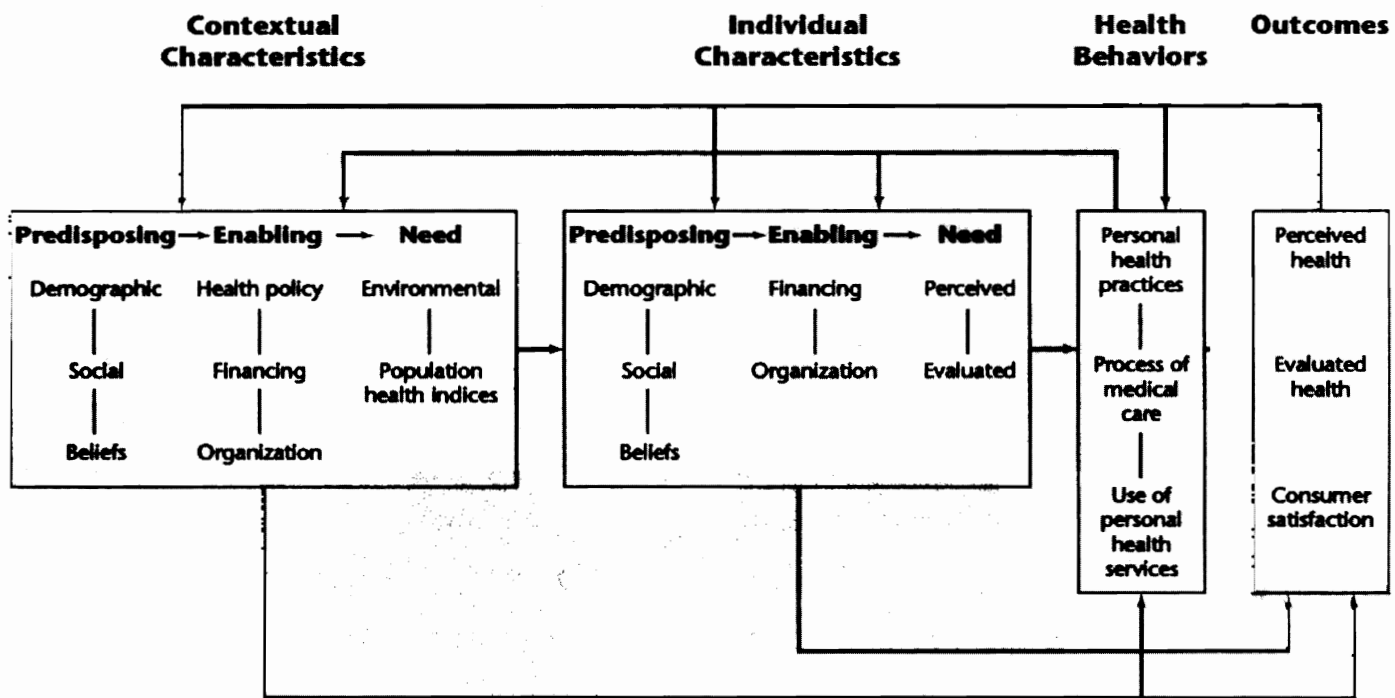 Contextual
Characteristics
Individual
Characteristics
Health
Behaviors
Outcomes
Predisposing
Enabling
Need
Demographic
Health policy
Environmental
Social
Financing
Population
health indices
Beliefs
Organization
Predisposing
Enabling
Need
Demographic
Financing
Perceived
Social
Organization
Evaluated
Beliefs
Personal
health
practices
Process of
medical
care
Use of
personal
health
services
Perceived
health
Evaluated
health
Consumer
satisfaction